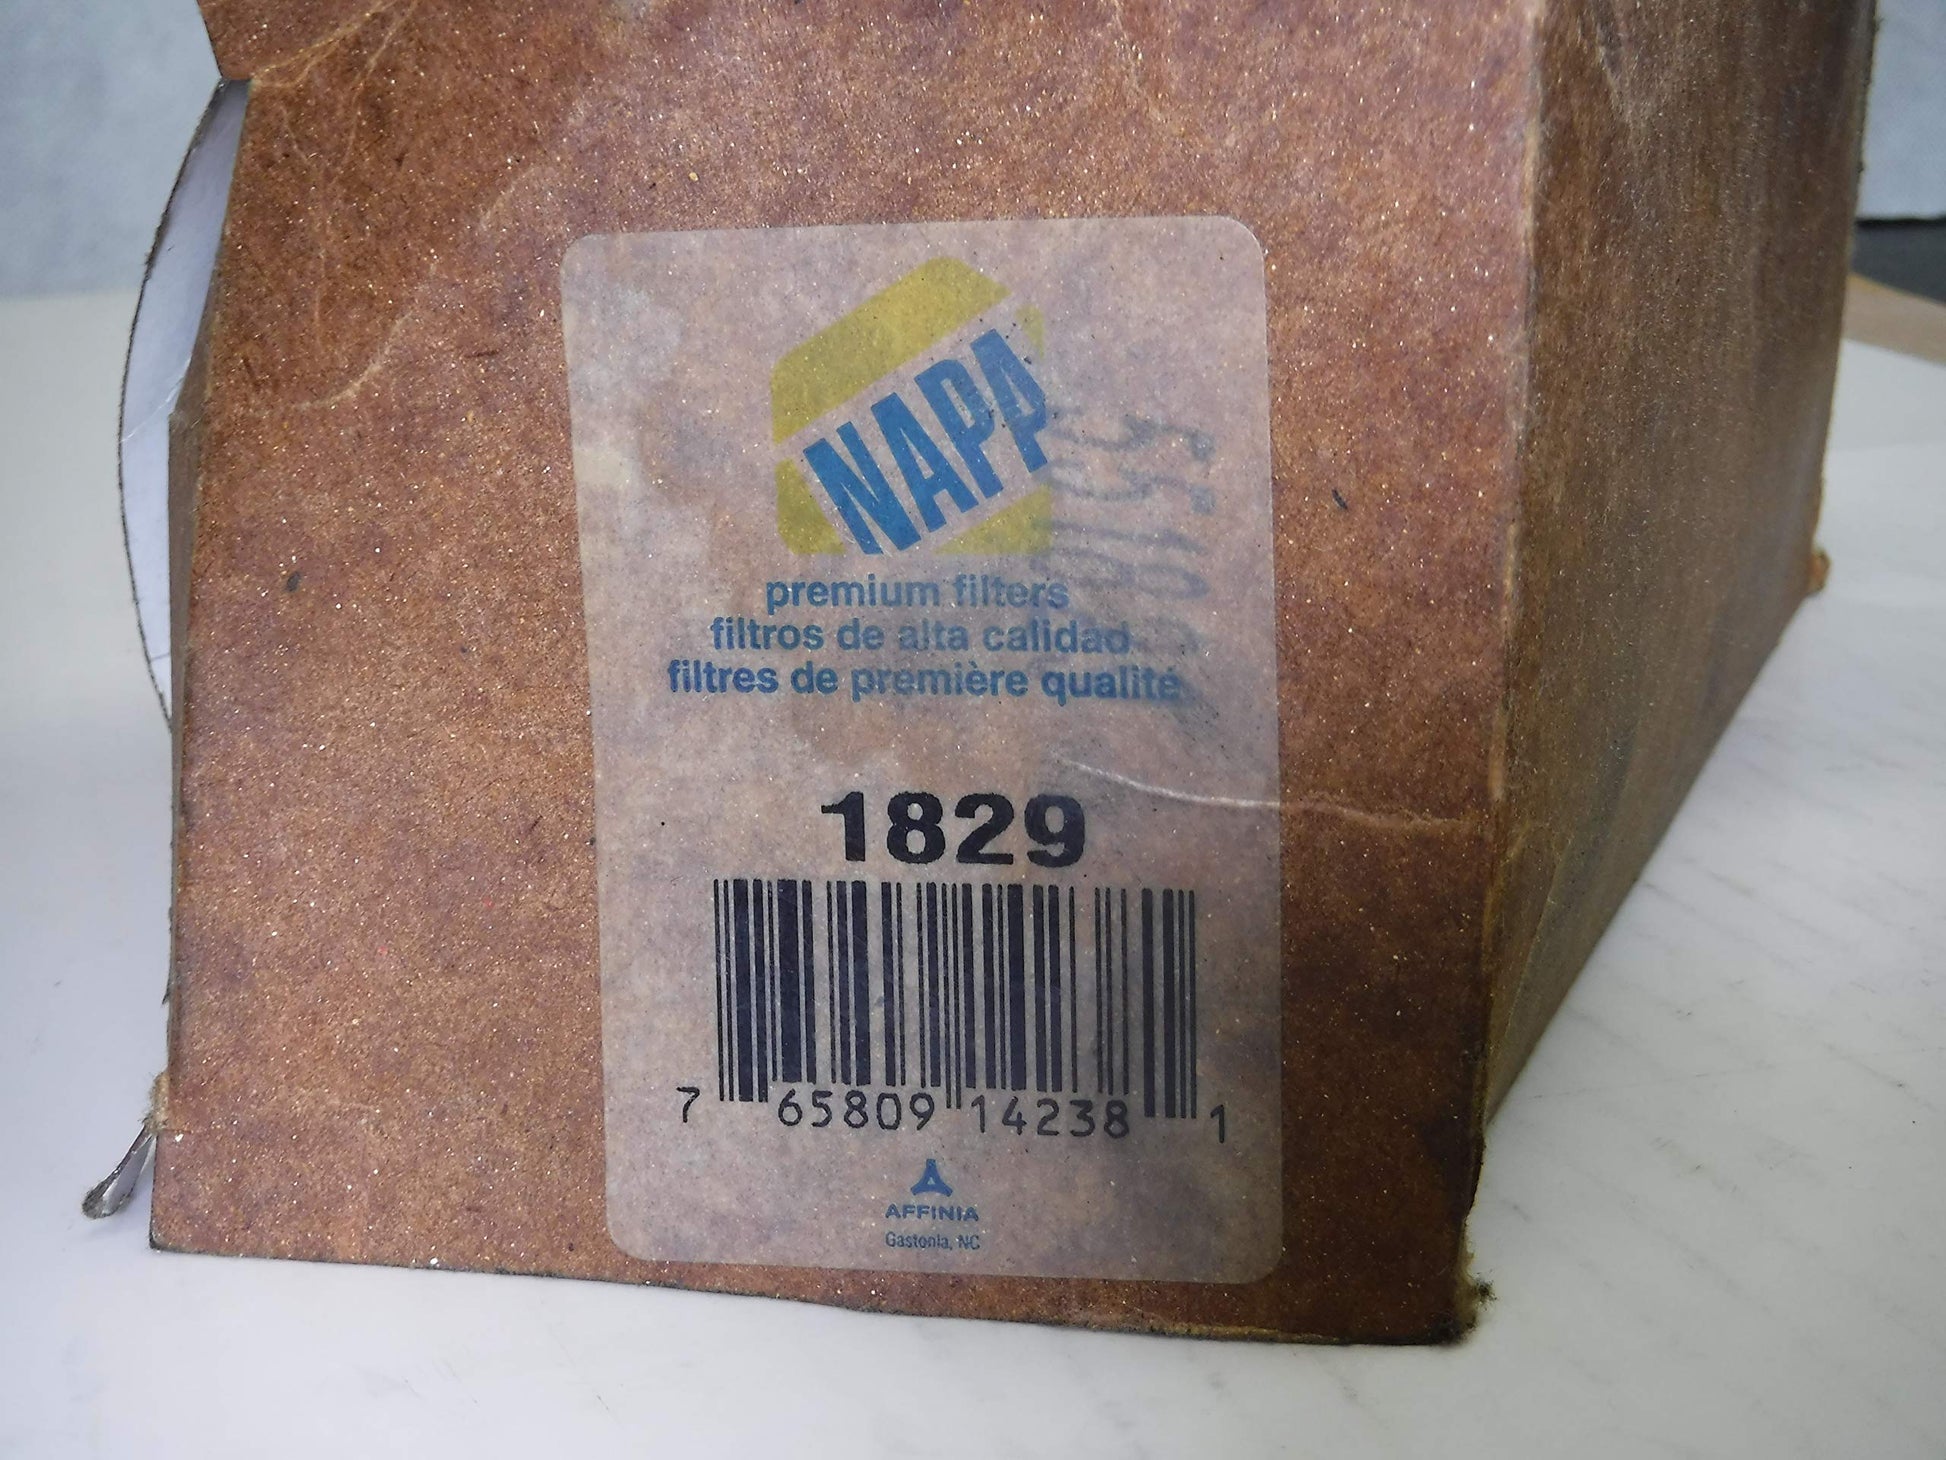 NAPA
premium filters
filtros de alta calidad
filtres de première qualité
1829
7 65809 14238 1
AFFINIA
Gastonia, NC